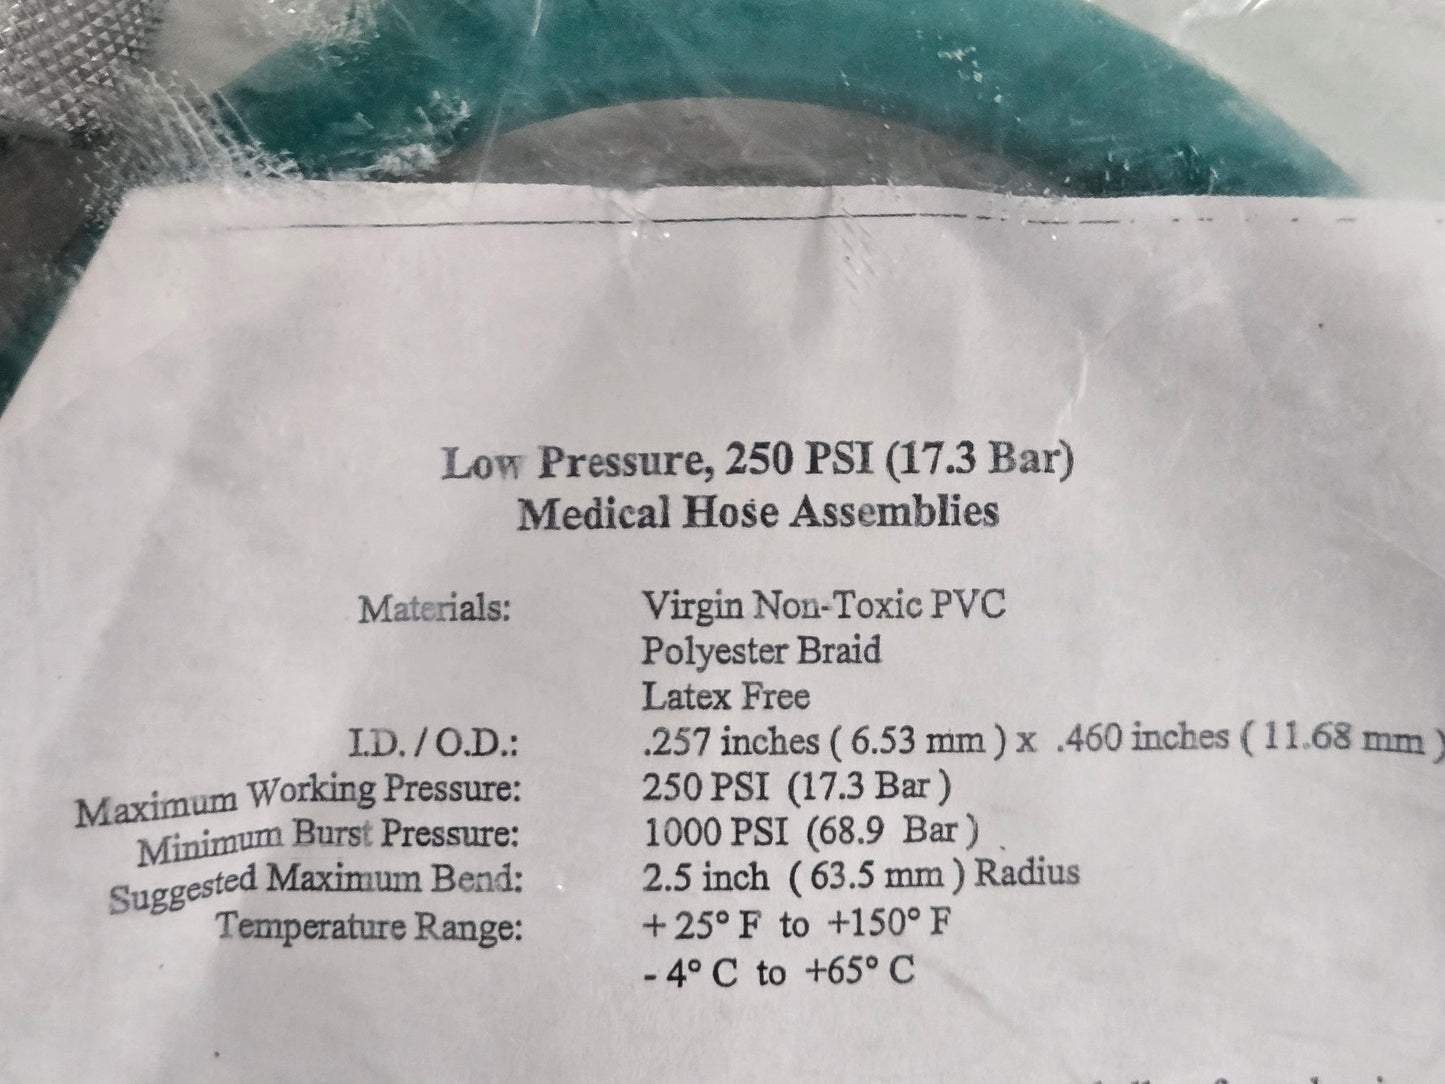 Low Pressure, 250 PSI (17.3 Bar)
Medical Hose Assemblies
Materials: Virgin Non-Toxic PVC
Polyester Braid
Latex Free
I.D. / O.D.: .257 inches ( 6.53 mm ) x .460 inches ( 11.68 mm )
Maximum Working Pressure: 250 PSI (17.3 Bar )
Minimum Burst Pressure: 1000 PSI (68.9 Bar )
Suggested Maximum Bend: 2.5 inch ( 63.5 mm ) Radius
Temperature Range: + 25° F to +150° F
- 4° C to +65° C